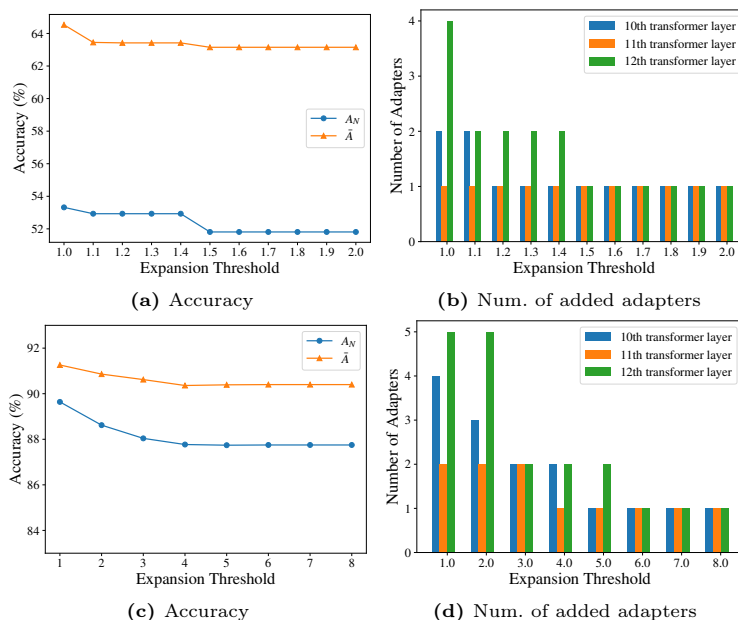 64
62
60
58
56
54
52
Accuracy (%)
A_N
Ā
1.0 1.1 1.2 1.3 1.4 1.5 1.6 1.7 1.8 1.9 2.0
Expansion Threshold
(a) Accuracy
4
3
2
1
0
Number of Adapters
10th transformer layer
11th transformer layer
12th transformer layer
1.0 1.1 1.2 1.3 1.4 1.5 1.6 1.7 1.8 1.9 2.0
Expansion Threshold
(b) Num. of added adapters
92
90
88
86
84
Accuracy (%)
A_N
Ā
1 2 3 4 5 6 7 8
Expansion Threshold
(c) Accuracy
5
4
3
2
1
0
Number of Adapters
10th transformer layer
11th transformer layer
12th transformer layer
1.0 2.0 3.0 4.0 5.0 6.0 7.0 8.0
Expansion Threshold
(d) Num. of added adapters